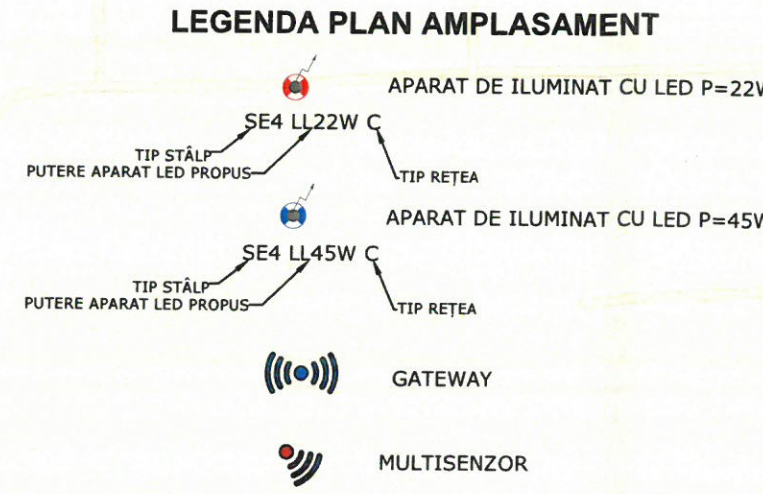 LEGENDA PLAN AMPLASAMENT
APARAT DE ILUMINAT CU LED P=22W
SE4 LL22W C
TIP STÂLP
PUTERE APARAT LED PROPUS
TIP REȚEA
APARAT DE ILUMINAT CU LED P=45W
SE4 LL45W C
TIP STÂLP
PUTERE APARAT LED PROPUS
TIP REȚEA
GATEWAY
MULTISENZOR